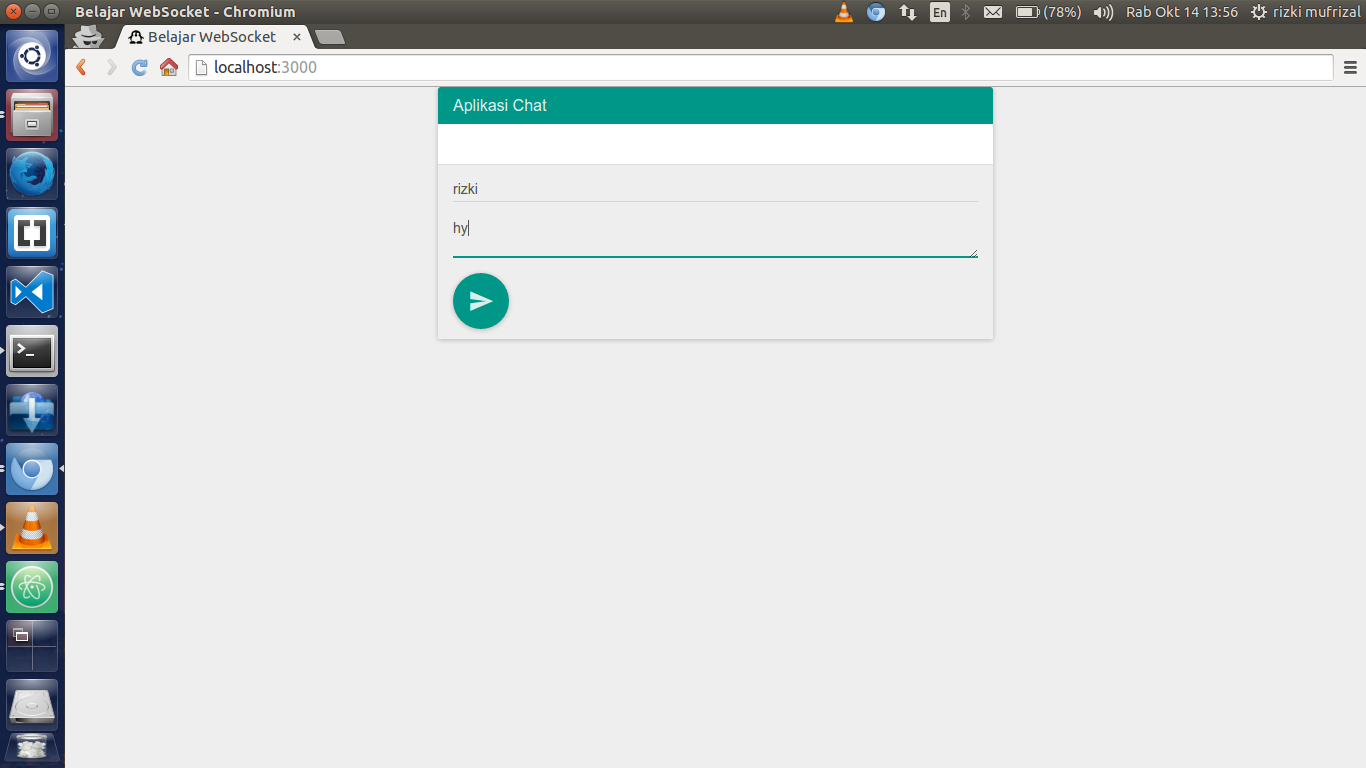 Belajar WebSocket - Chromium
En
(78%)
Rab Okt 14 13:56
rizki mufrizal
Belajar WebSocket
localhost:3000
Aplikasi Chat
rizki
hy